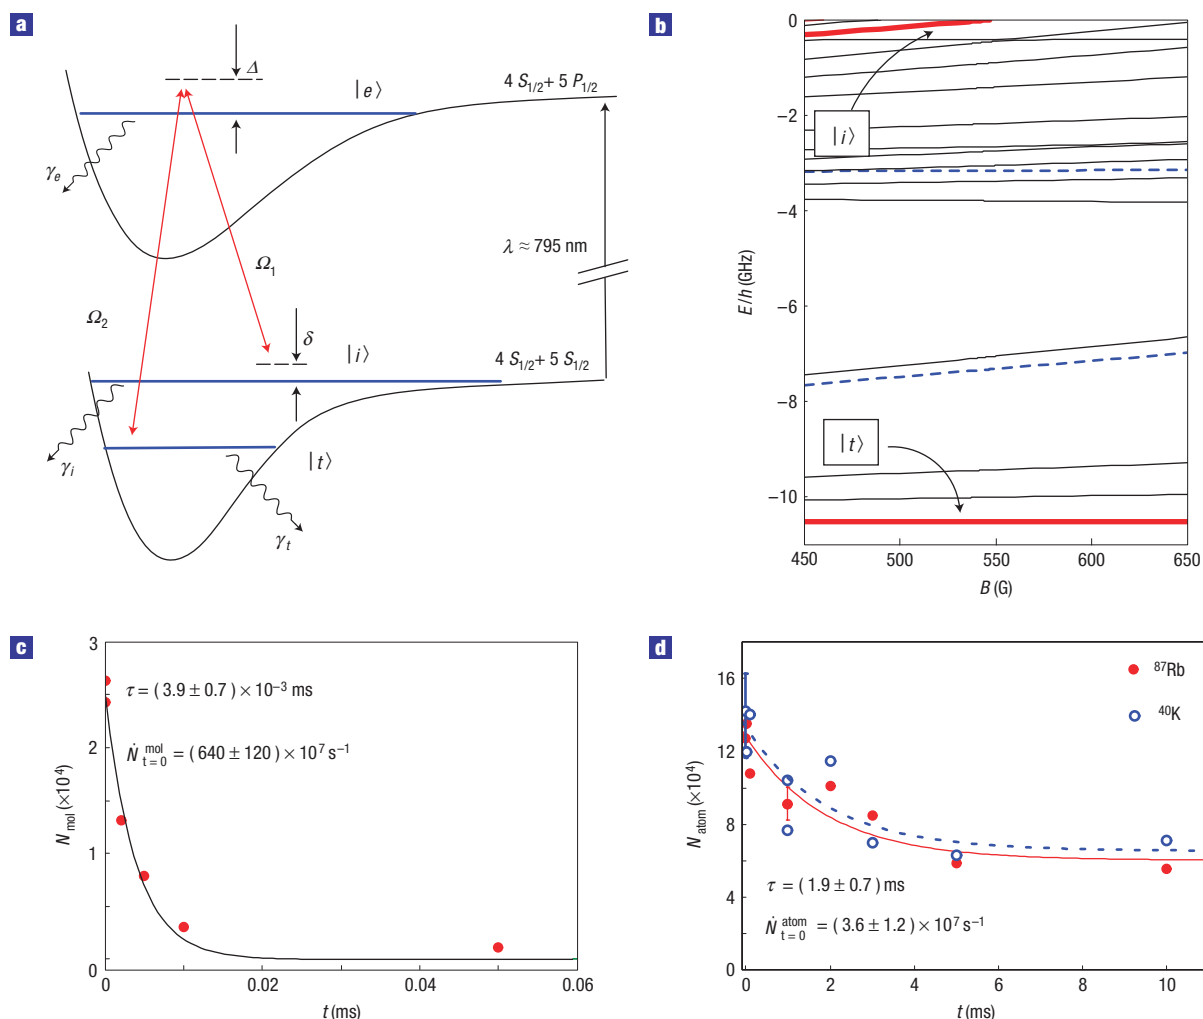 a
Δ
|e⟩
4 S1/2 + 5 P1/2
γe
Ω1
λ ≈ 795 nm
Ω2
δ
|i⟩
4 S1/2 + 5 S1/2
γi
|t⟩
γt
b
0
−2
−4
−6
−8
−10
E/h (GHz)
|i⟩
|t⟩
450
500
550
600
650
B (G)
c
3
2
1
0
Nmol (×10⁴)
τ = ( 3.9 ± 0.7 ) × 10⁻³ ms
Ṅ mol t=0 = (640 ± 120) × 10⁷ s⁻¹
0
0.02
0.04
0.06
t (ms)
d
16
12
8
4
0
Natom (×10⁴)
⁸⁷Rb
⁴⁰K
τ = ( 1.9 ± 0.7 ) ms
Ṅ atom t=0 = ( 3.6 ± 1.2 ) × 10⁷ s⁻¹
0
2
4
6
8
10
t (ms)